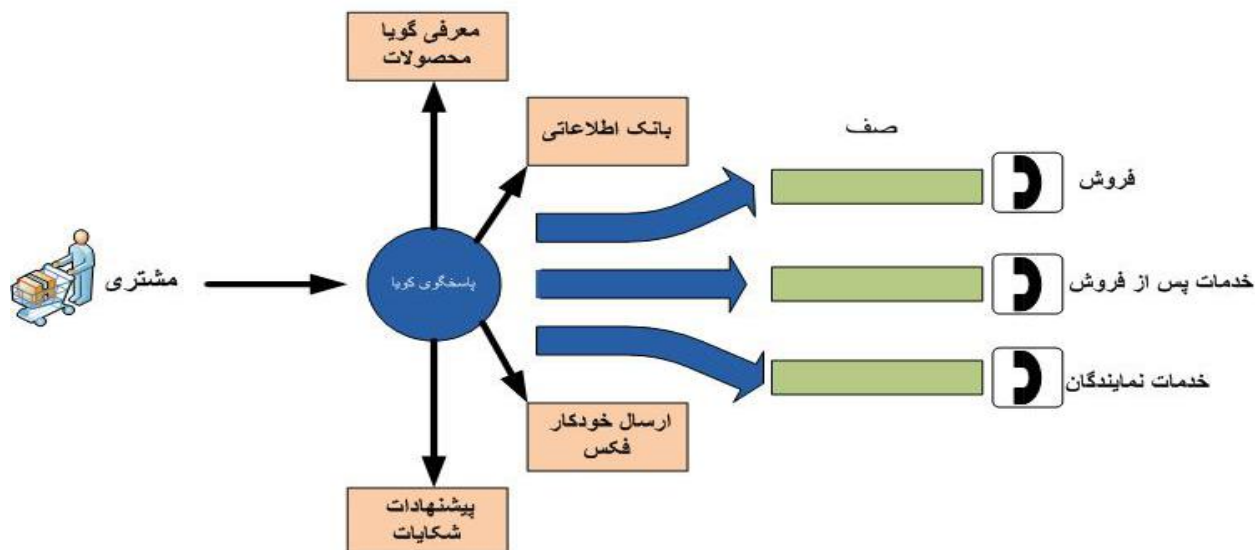 معرفی گویا
محصولات
بانک اطلاعاتی
صف
فروش
مشتری
پاسخگوی کویا
خدمات پس از فروش
خدمات نمایندگان
ارسال خودکار
فکس
پیشنهادات
شکایات